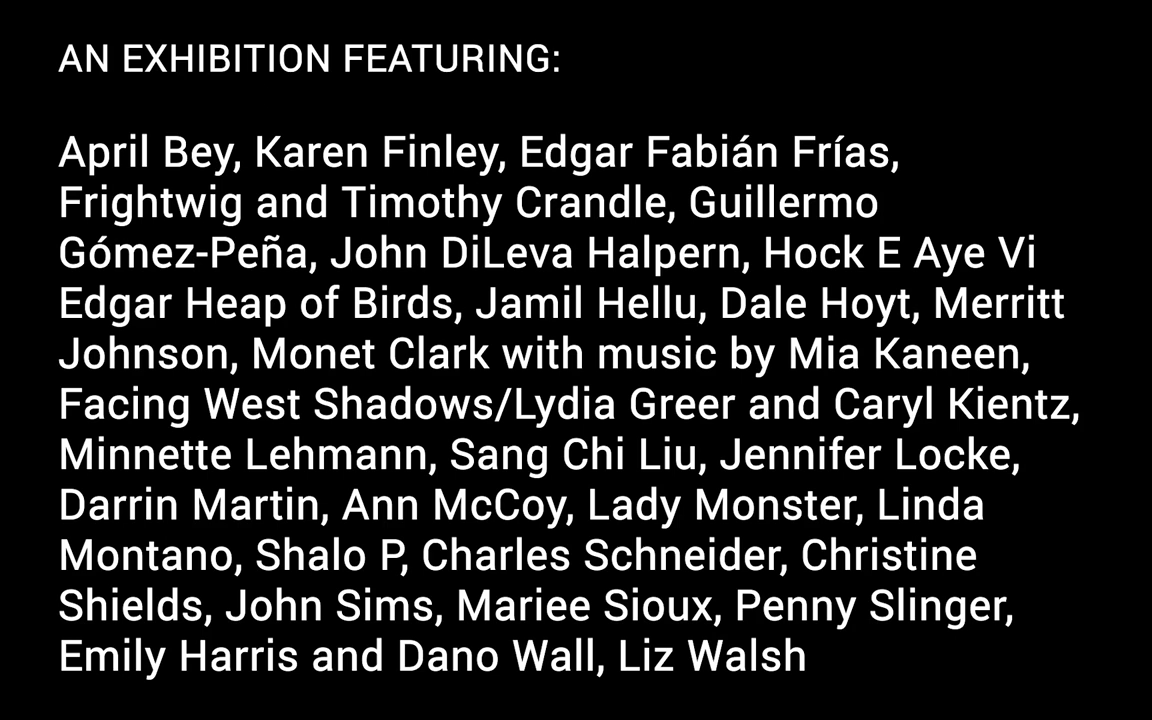 AN EXHIBITION FEATURING:
April Bey, Karen Finley, Edgar Fabián Frías,
Frightwig and Timothy Crandle, Guillermo
Gómez-Peña, John DiLeva Halpern, Hock E Aye Vi
Edgar Heap of Birds, Jamil Hellu, Dale Hoyt, Merritt
Johnson, Monet Clark with music by Mia Kaneen,
Facing West Shadows/Lydia Greer and Caryl Kientz,
Minnette Lehmann, Sang Chi Liu, Jennifer Locke,
Darrin Martin, Ann McCoy, Lady Monster, Linda
Montano, Shalo P, Charles Schneider, Christine
Shields, John Sims, Mariee Sioux, Penny Slinger,
Emily Harris and Dano Wall, Liz Walsh